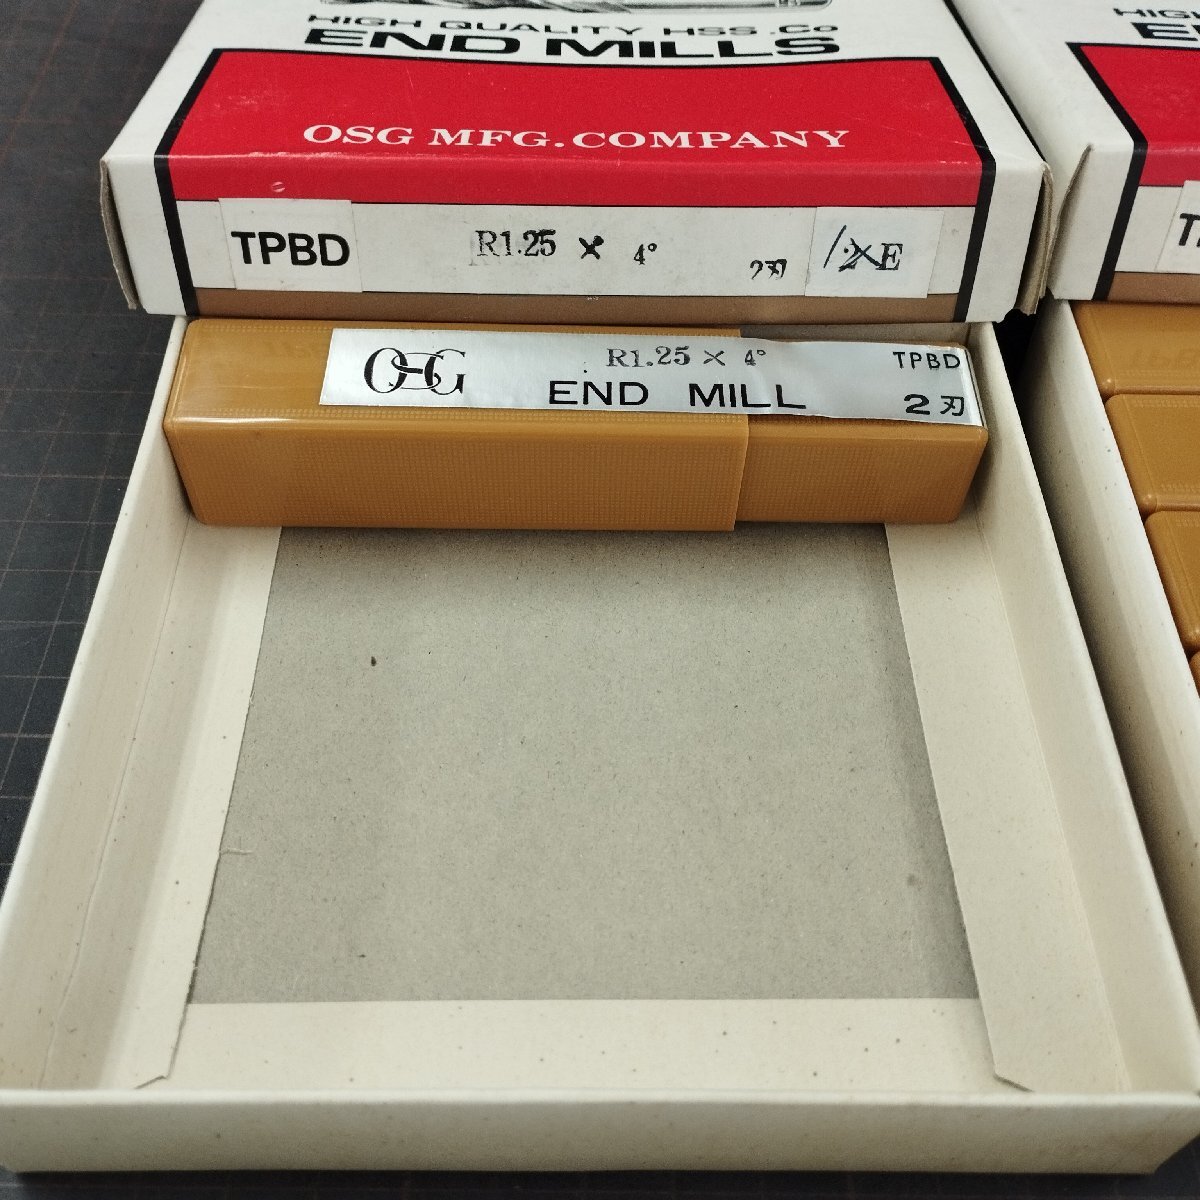 HIGH QUALITY HSS .Co
END MILLS
OSG MFG.COMPANY
TPBD R1.25 × 4° 2刃 E
OSG R1.25 × 4° TPBD
END MILL 2刃
HIG
E